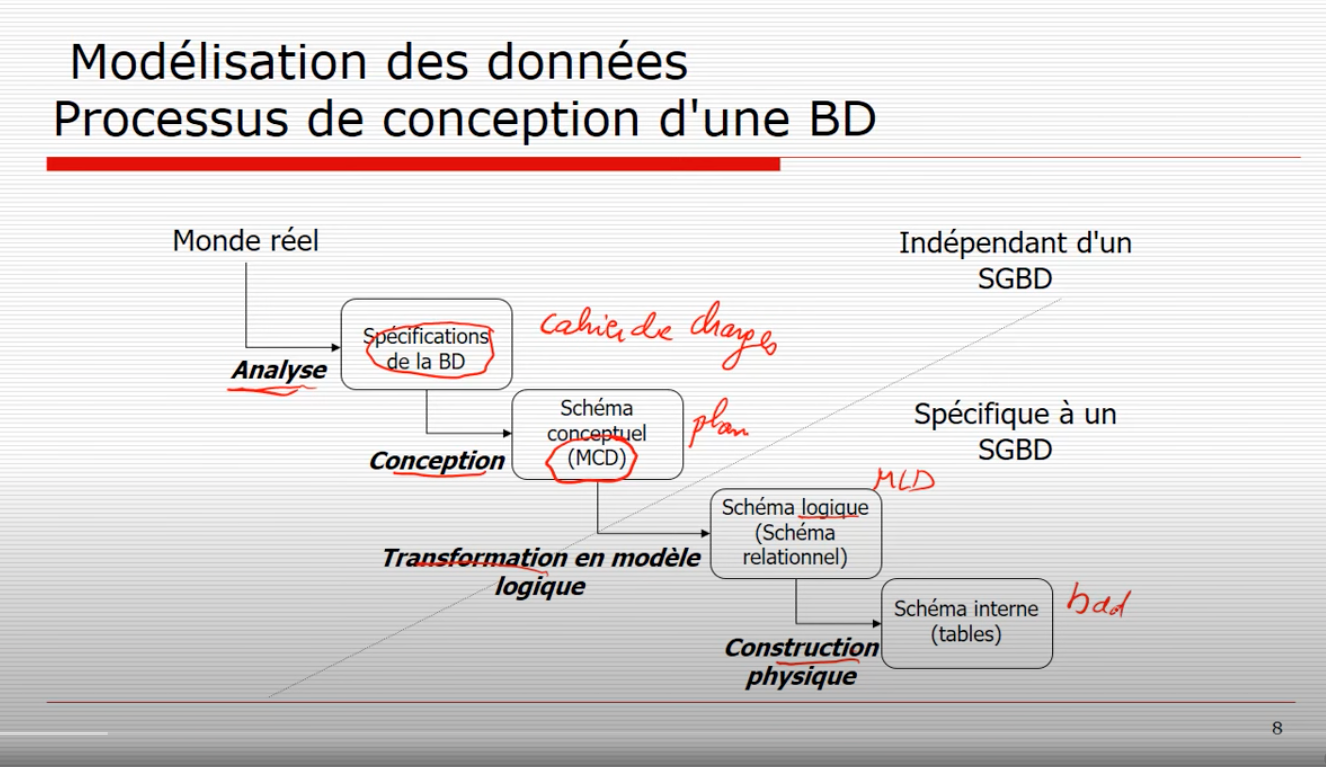 Modélisation des données
Processus de conception d'une BD
Monde réel
Indépendant d'un
SGBD
Spécifications
de la BD
cahier de charges
Analyse
Schéma
conceptuel
(MCD)
plan
Conception
Spécifique à un
SGBD
MLD
Schéma logique
(Schéma
relationnel)
Transformation en modèle
logique
Schéma interne
(tables)
bdd
Construction
physique
8